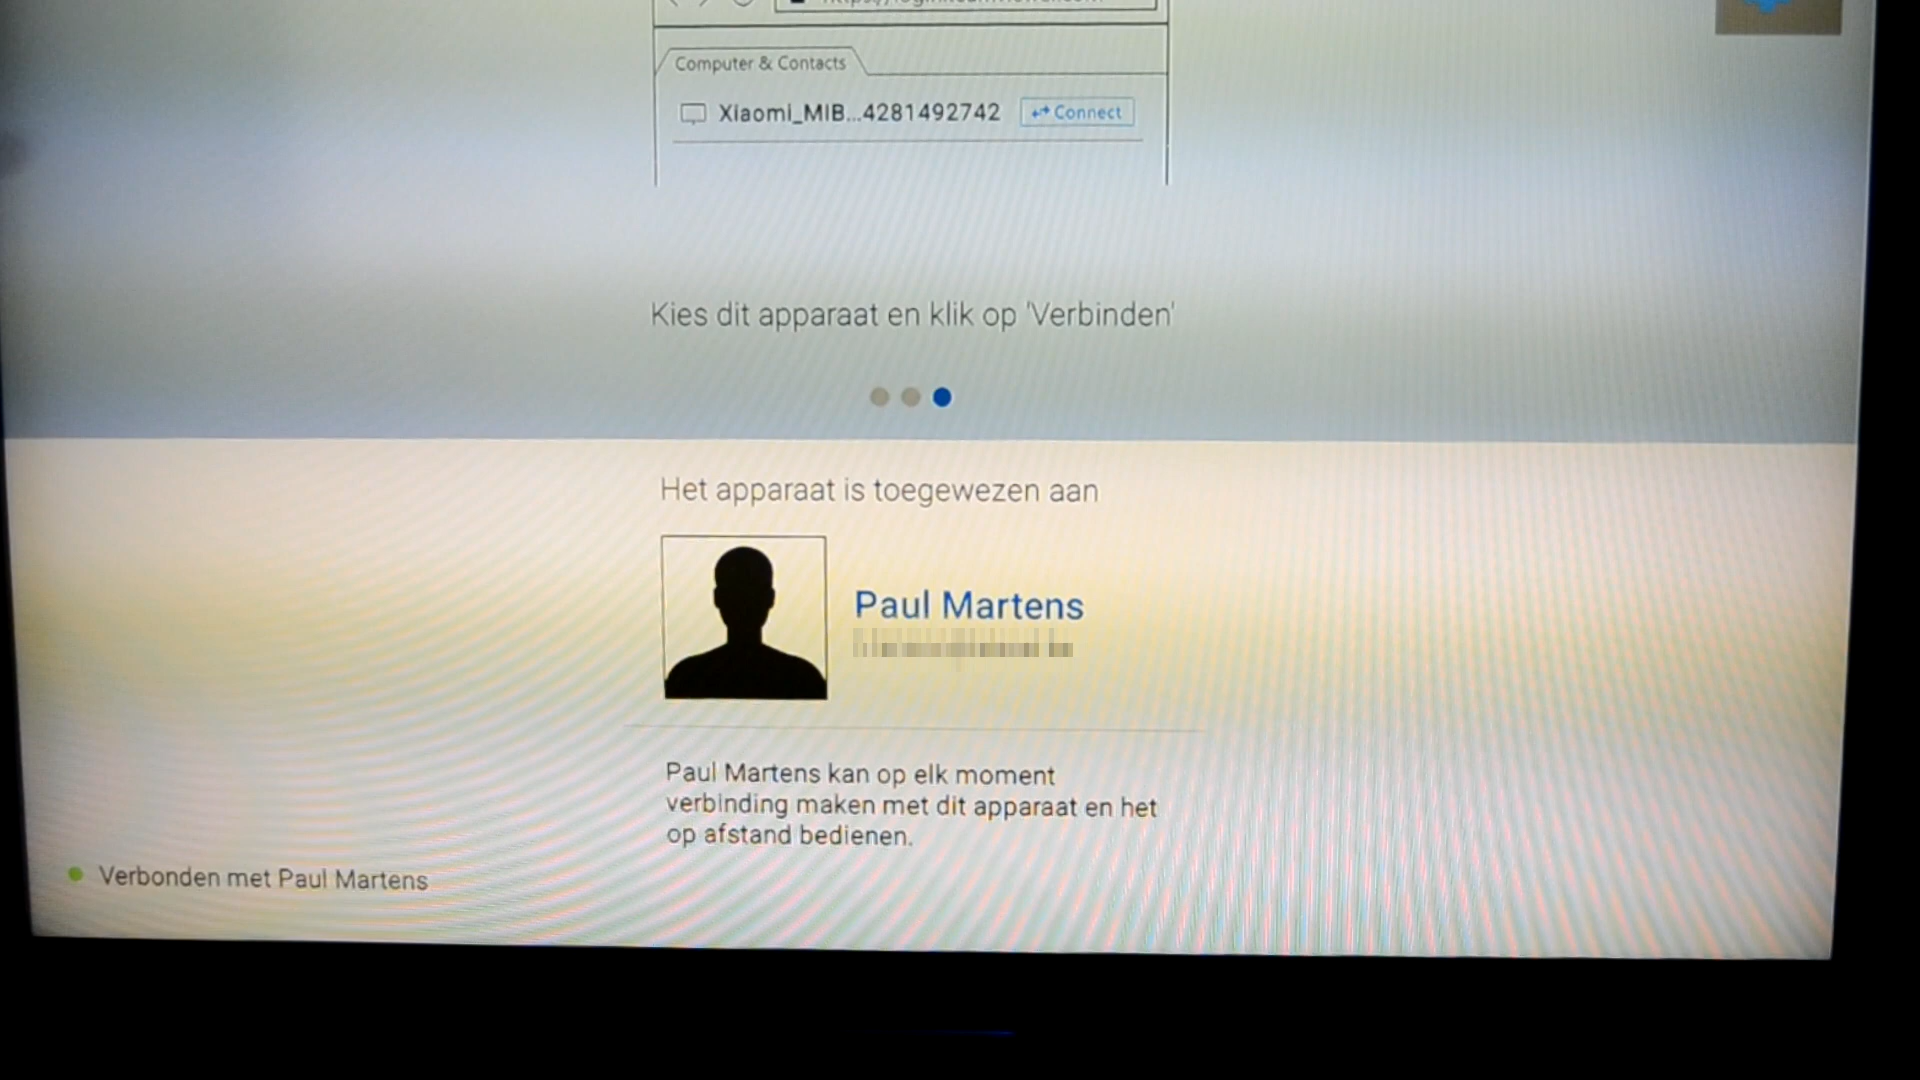 Computer & Contacts
Xiaomi_MIB...4281492742
Connect
Kies dit apparaat en klik op 'Verbinden'
Het apparaat is toegewezen aan
Paul Martens
Paul Martens kan op elk moment
verbinding maken met dit apparaat en het
op afstand bedienen.
Verbonden met Paul Martens